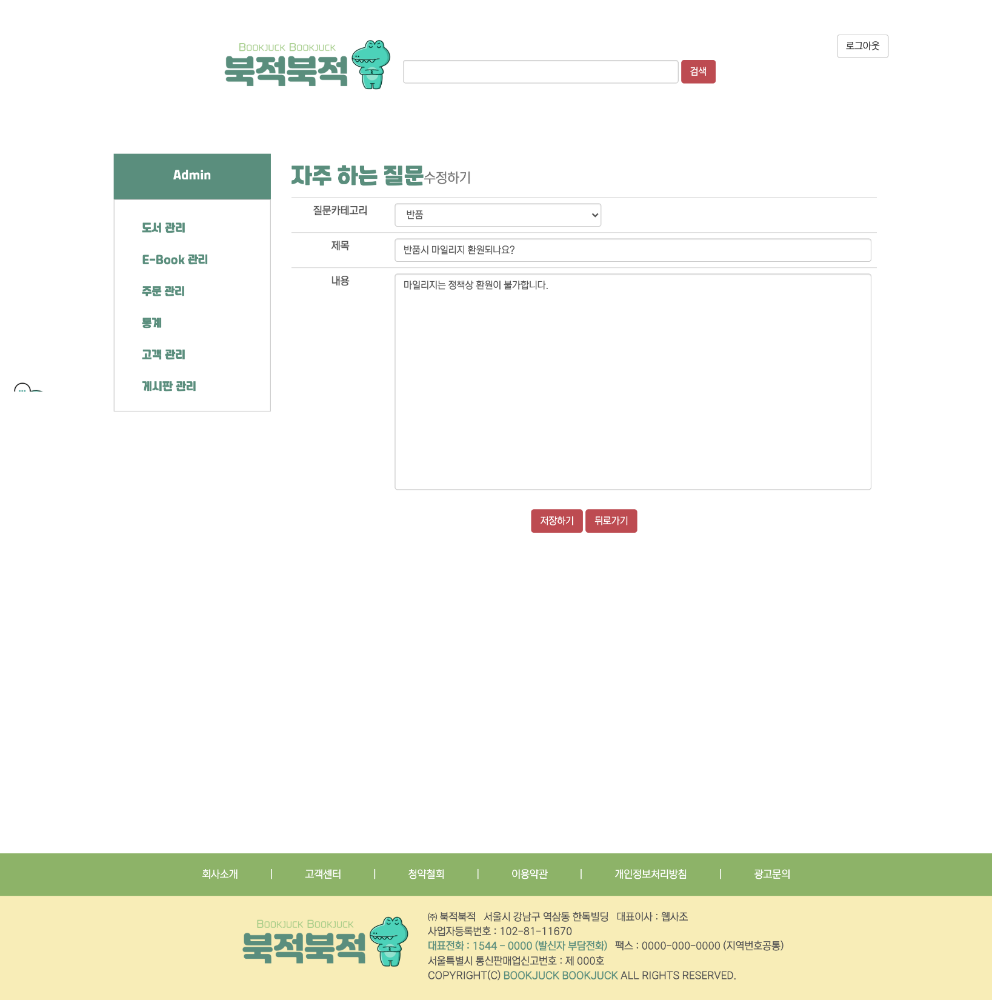 BOOKJUCK BOOKJUCK
북적북적
로그아웃
검색
Admin
도서 관리
E-Book 관리
주문 관리
통계
고객 관리
게시판 관리
자주 하는 질문수정하기
질문카테고리
반품
제목
반품시 마일리지 환원되나요?
내용
마일리지는 정책상 환원이 불가합니다.
저장하기 뒤로가기
회사소개 | 고객센터 | 청약철회 | 이용약관 | 개인정보처리방침 | 광고문의
BOOKJUCK BOOKJUCK
북적북적
㈜ 북적북적 서울시 강남구 역삼동 한독빌딩 대표이사 : 웹사조
사업자등록번호 : 102-81-11670
대표전화 : 1544 - 0000 (발신자 부담전화) 팩스 : 0000-000-0000 (지역번호공통)
서울특별시 통신판매업신고번호 : 제 000호
COPYRIGHT(C) BOOKJUCK BOOKJUCK ALL RIGHTS RESERVED.